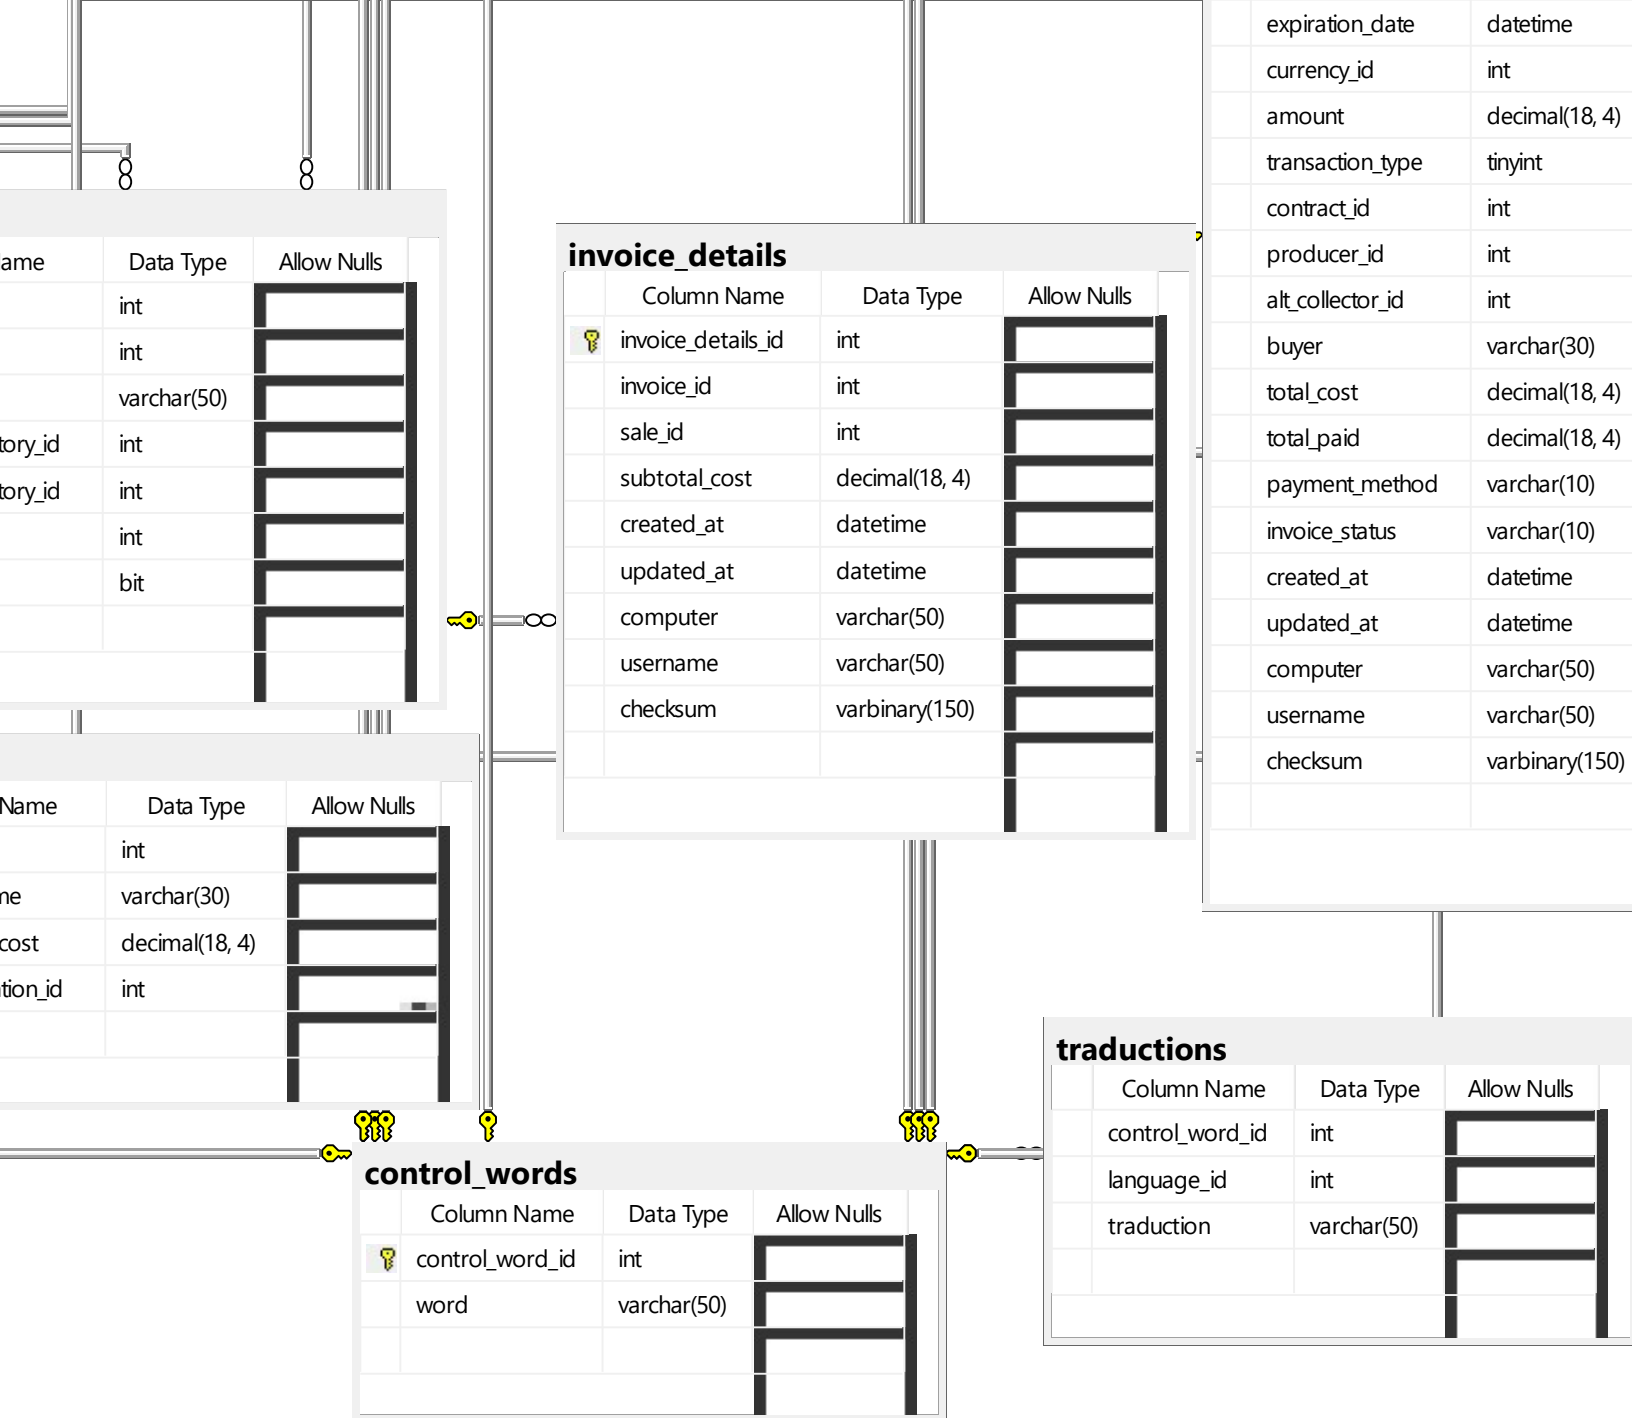 expiration_date datetime
currency_id int
amount decimal(18, 4)
transaction_type tinyint
contract_id int
producer_id int
alt_collector_id int
buyer varchar(30)
total_cost decimal(18, 4)
total_paid decimal(18, 4)
payment_method varchar(10)
invoice_status varchar(10)
created_at datetime
updated_at datetime
computer varchar(50)
username varchar(50)
checksum varbinary(150)
ame Data Type Allow Nulls
int
int
varchar(50)
tory_id int
tory_id int
int
bit
invoice_details
Column Name Data Type Allow Nulls
invoice_details_id int
invoice_id int
sale_id int
subtotal_cost decimal(18, 4)
created_at datetime
updated_at datetime
computer varchar(50)
username varchar(50)
checksum varbinary(150)
Name Data Type Allow Nulls
int
me varchar(30)
cost decimal(18, 4)
tion_id int
traductions
Column Name Data Type Allow Nulls
control_word_id int
language_id int
traduction varchar(50)
control_words
Column Name Data Type Allow Nulls
control_word_id int
word varchar(50)